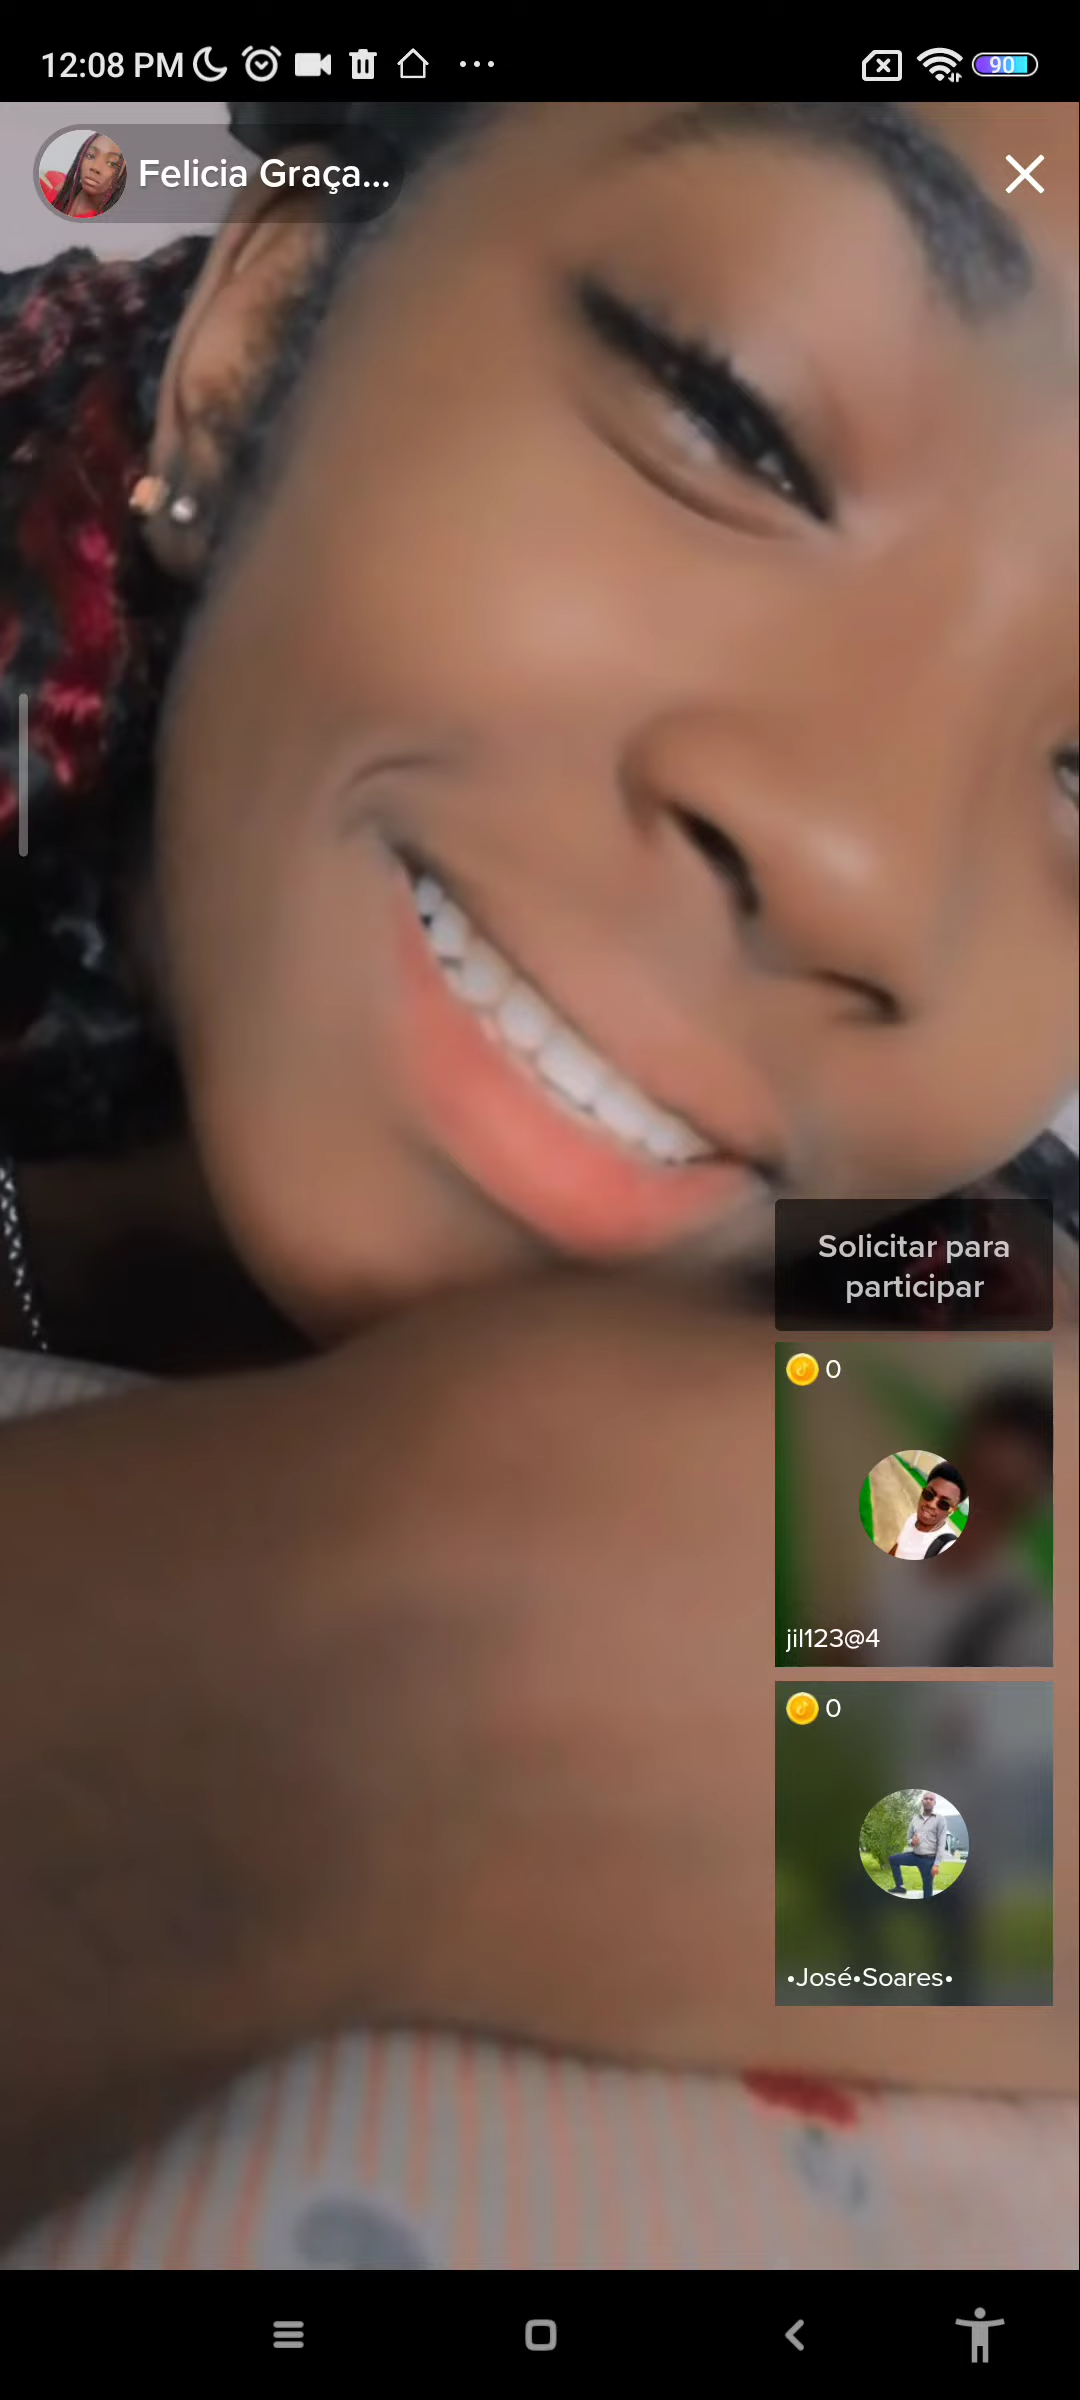 12:08 PM
90
Felicia Graça...
Solicitar para
participar
0
jil123@4
0
•José•Soares•